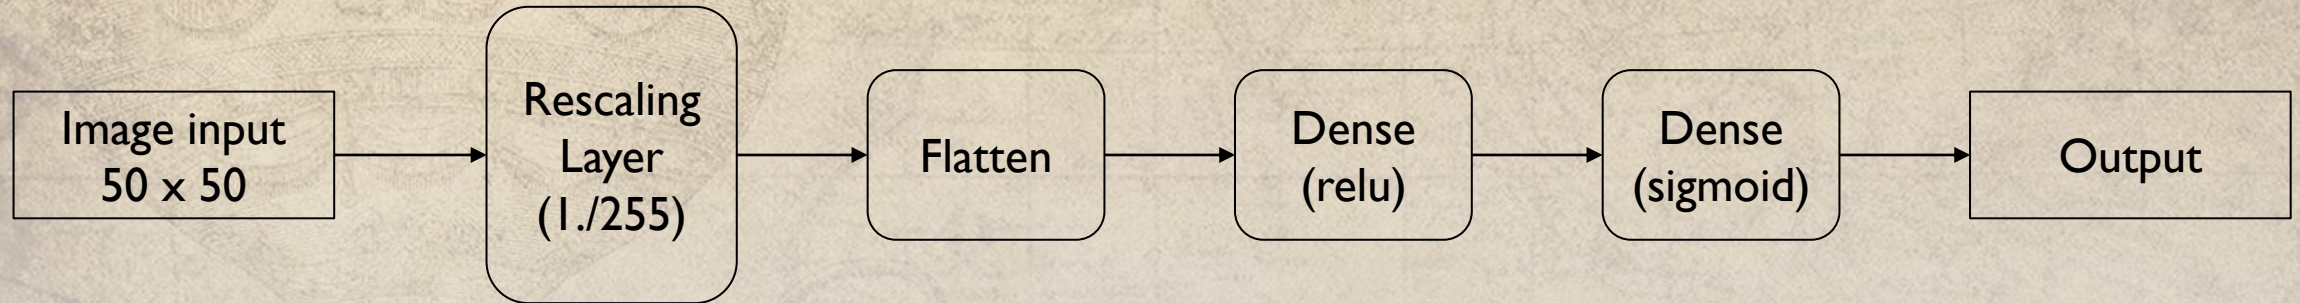 Image input
50 x 50
Rescaling
Layer
(1./255)
Flatten
Dense
(relu)
Dense
(sigmoid)
Output